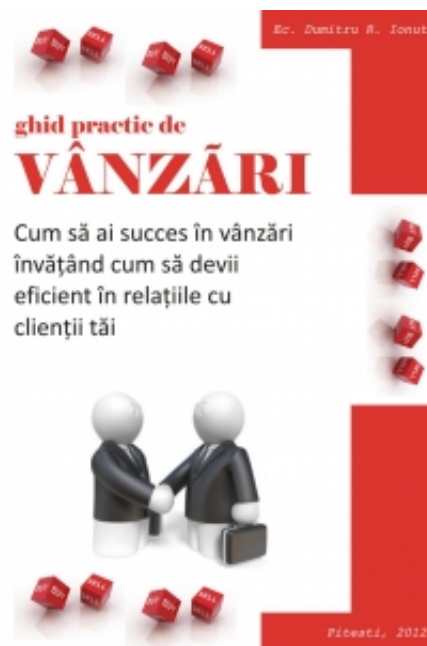 Ec. Dumitru R. Ionut
ghid practic de
VÂNZÃRI
Cum să ai succes în vânzări
învățând cum să devii
eficient în relațiile cu
clienții tăi
Pitesti, 2012